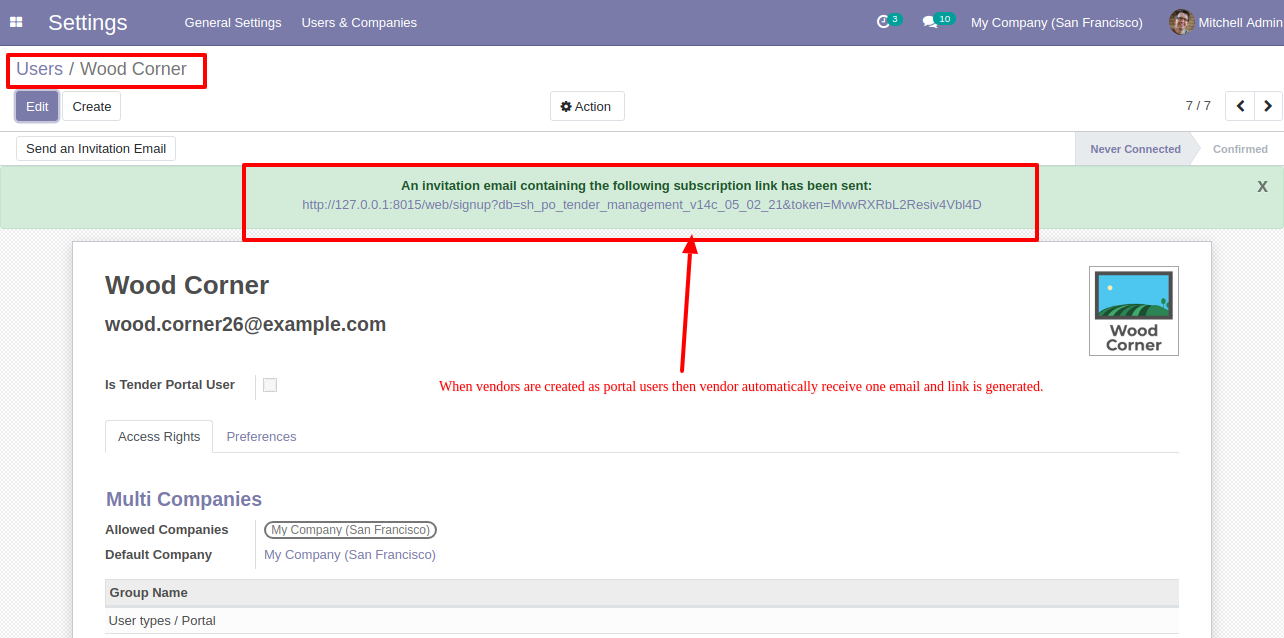 Settings General Settings Users & Companies 3 10 My Company (San Francisco) Mitchell Admin
Users / Wood Corner
Edit Create Action 7 / 7
Send an Invitation Email Never Connected Confirmed
An invitation email containing the following subscription link has been sent: X
http://127.0.0.1:8015/web/signup?db=sh_po_tender_management_v14c_05_02_21&token=MvwRXRbL2Resiv4Vbl4D
Wood Corner
wood.corner26@example.com
Wood
Corner
Is Tender Portal User
When vendors are created as portal users then vendor automatically receive one email and link is generated.
Access Rights Preferences
Multi Companies
Allowed Companies My Company (San Francisco)
Default Company My Company (San Francisco)
Group Name
User types / Portal